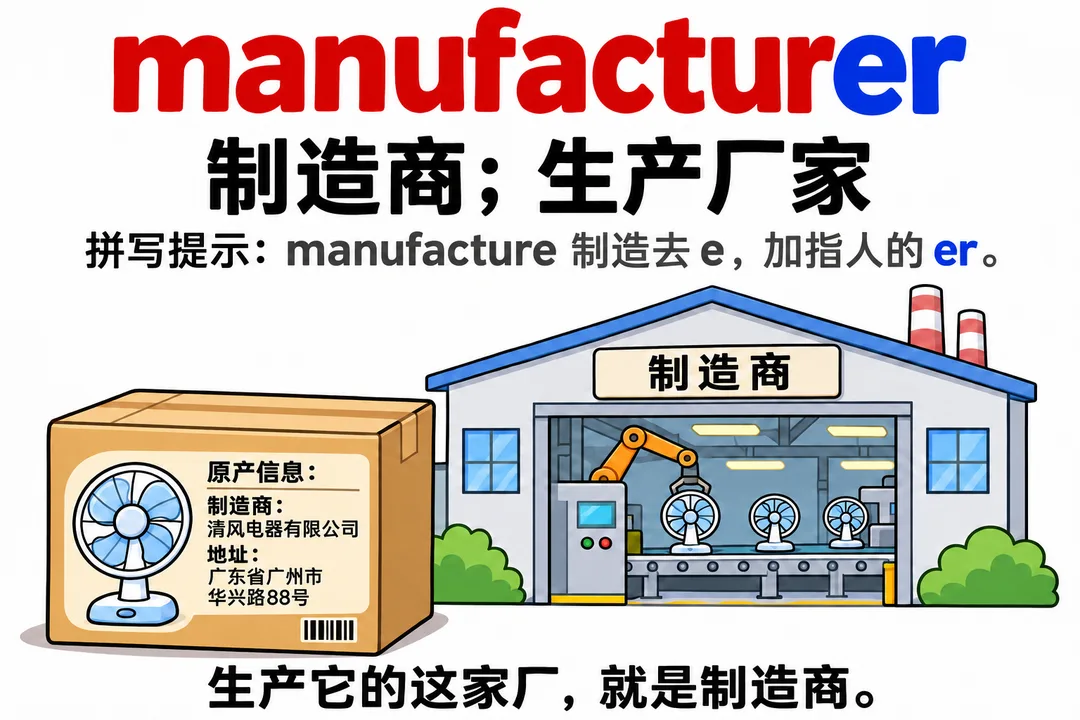 manufacturer
制造商；生产厂家
拼写提示：manufacture 制造去 e，加指人的 er。
制造商
原产信息：
制造商：
清风电器有限公司
地址：
广东省广州市
华兴路88号
生产它的这家厂，就是制造商。